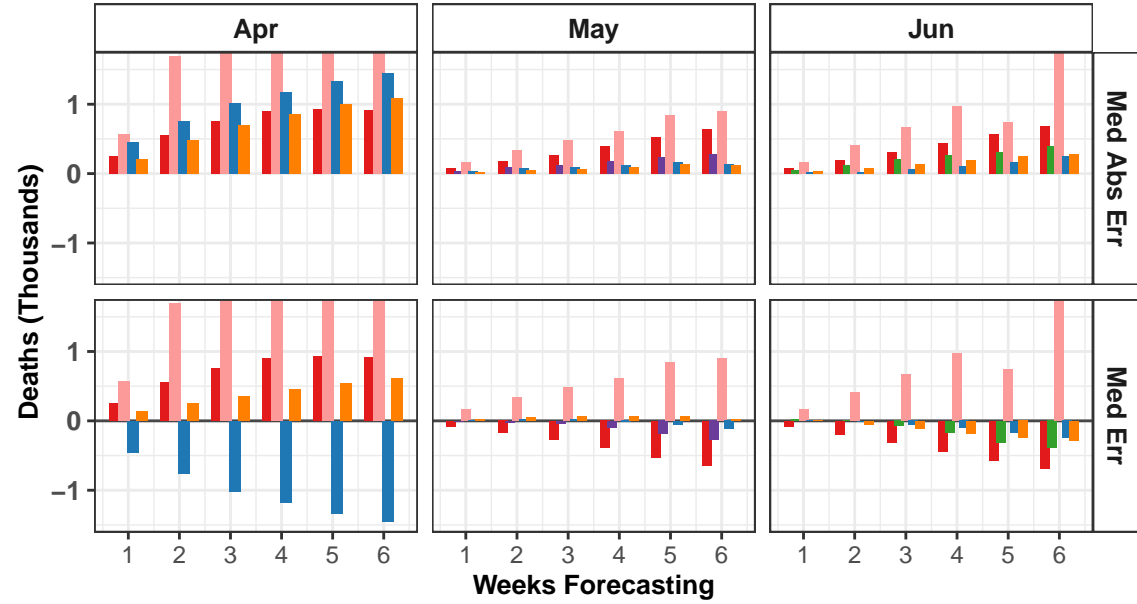 Apr
May
Jun
Deaths (Thousands)
1
0
−1
Med Abs Err
1
0
−1
Med Err
1 2 3 4 5 6
1 2 3 4 5 6
1 2 3 4 5 6
Weeks Forecasting